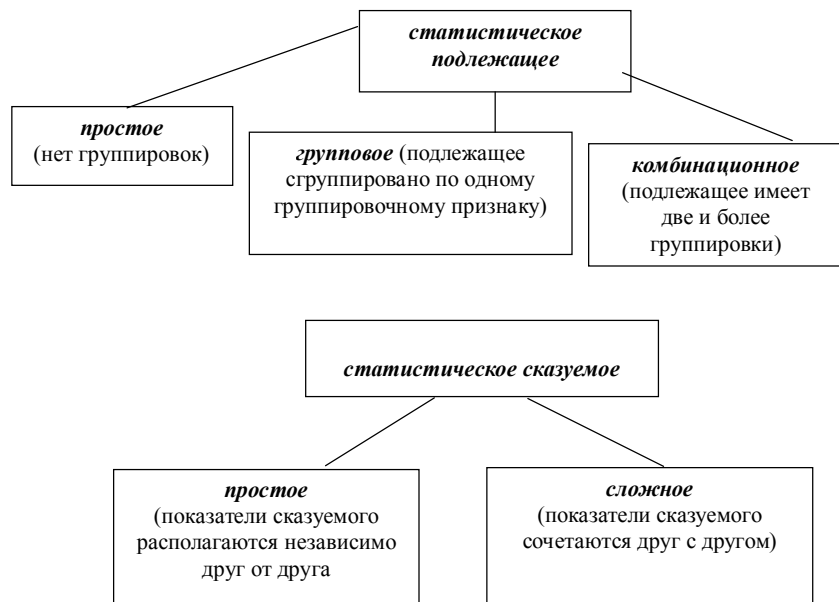 статистическое
подлежащее
простое
(нет группировок)
групповое (подлежащее
сгруппировано по одному
группировочному признаку)
комбинационное
(подлежащее имеет
две и более
группировки)
статистическое сказуемое
простое
(показатели сказуемого
располагаются независимо
друг от друга
сложное
(показатели сказуемого
сочетаются друг с другом)